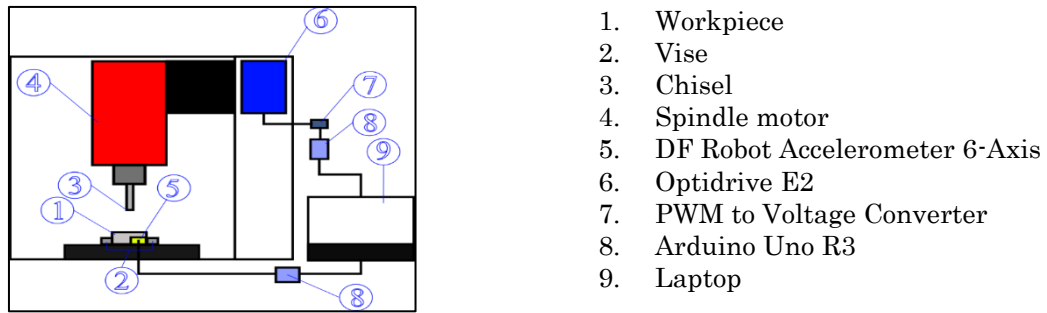 6
4
7
8
9
3
5
1
2
8
1. Workpiece
2. Vise
3. Chisel
4. Spindle motor
5. DF Robot Accelerometer 6-Axis
6. Optidrive E2
7. PWM to Voltage Converter
8. Arduino Uno R3
9. Laptop